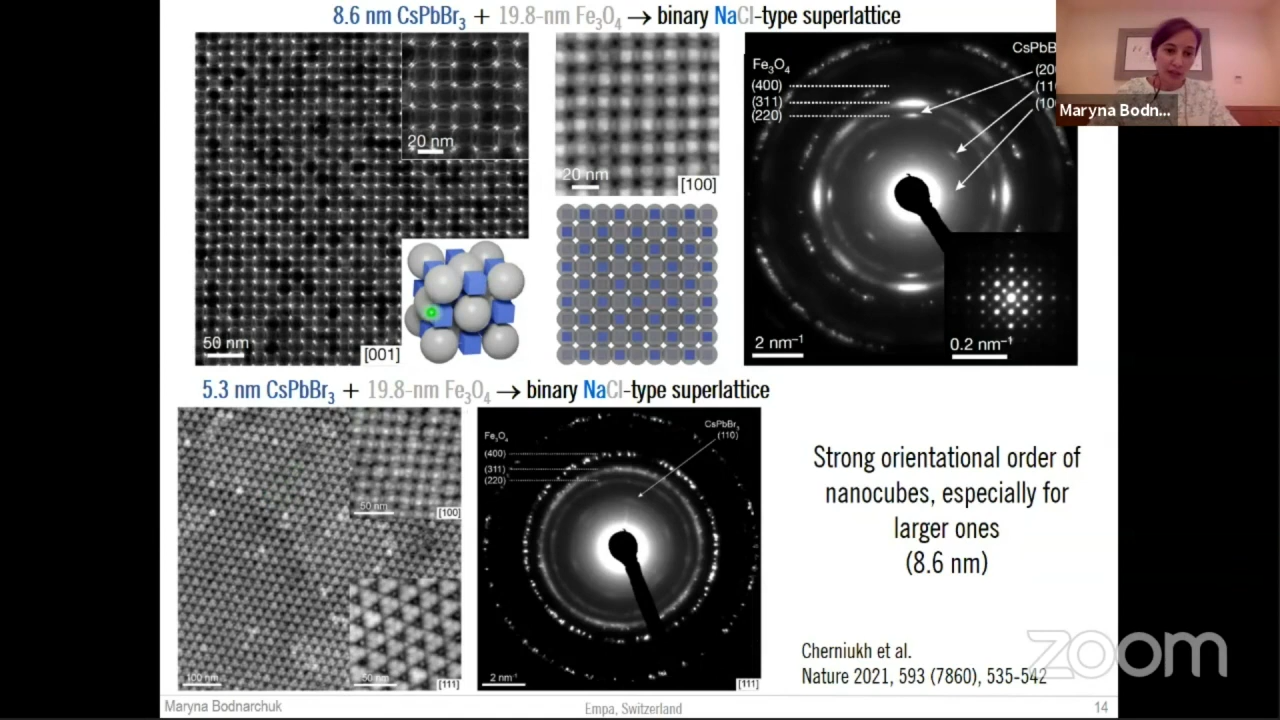 8.6 nm CsPbBr₃ + 19.8-nm Fe₃O₄ → binary NaCl-type superlattice
20 nm
50 nm
[001]
20 nm
[100]
Fe₃O₄
(400)
(311)
(220)
2 nm⁻¹
0.2 nm⁻¹
Maryna Bodn...
5.3 nm CsPbBr₃ + 19.8-nm Fe₃O₄ → binary NaCl-type superlattice
50 nm
[100]
100 nm
50 nm
[111]
Fe₃O₄
(400)
(311)
(220)
CsPbBr₃
(110)
2 nm⁻¹
[111]
Strong orientational order of
nanocubes, especially for
larger ones
(8.6 nm)
Cherniukh et al.
Nature 2021, 593 (7860), 535-542
zoom
Maryna Bodnarchuk
Empa, Switzerland
14